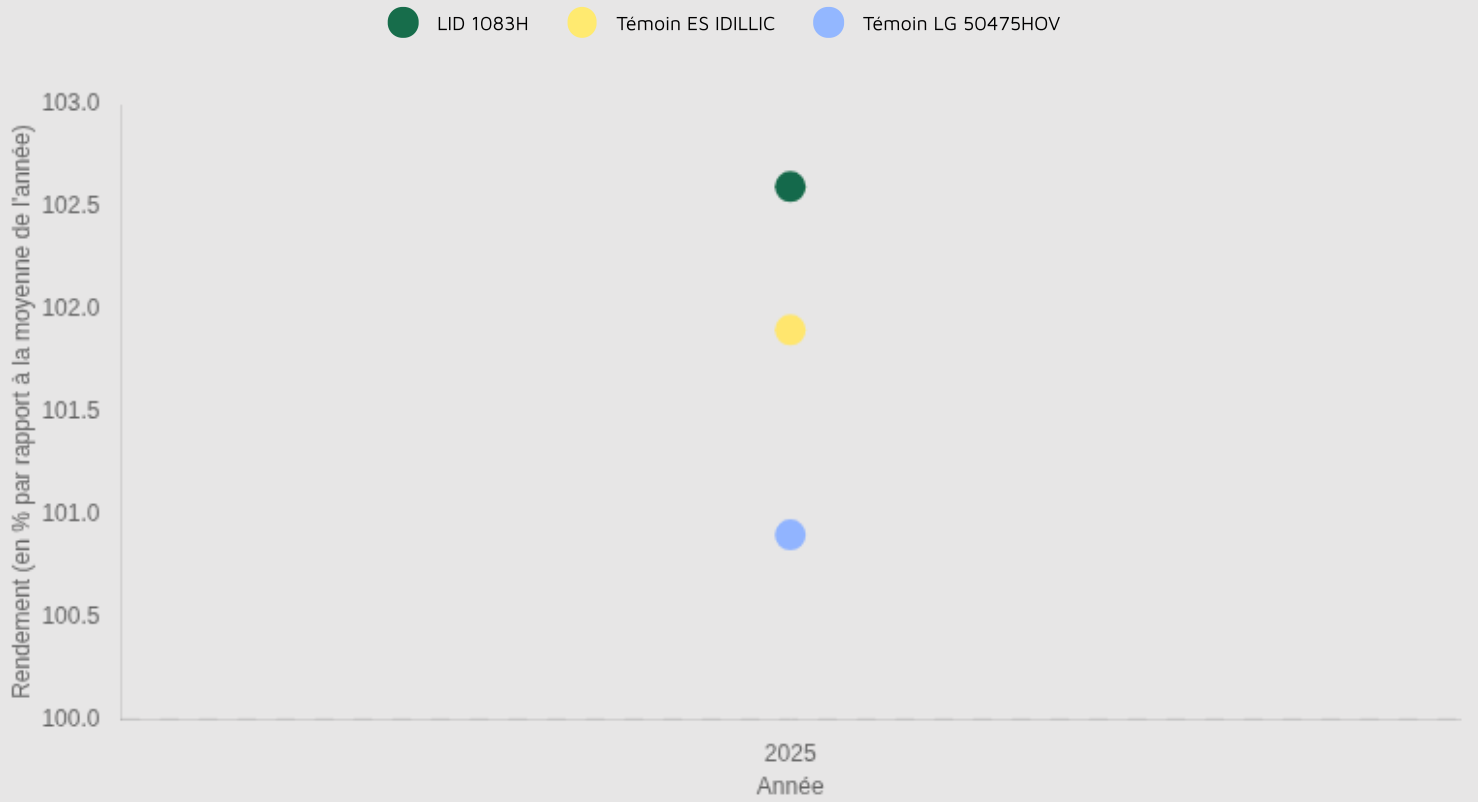 LID 1083H
Témoin ES IDILLIC
Témoin LG 50475HOV
Rendement (en % par rapport à la moyenne de l'année)
103.0
102.5
102.0
101.5
101.0
100.5
100.0
2025
Année